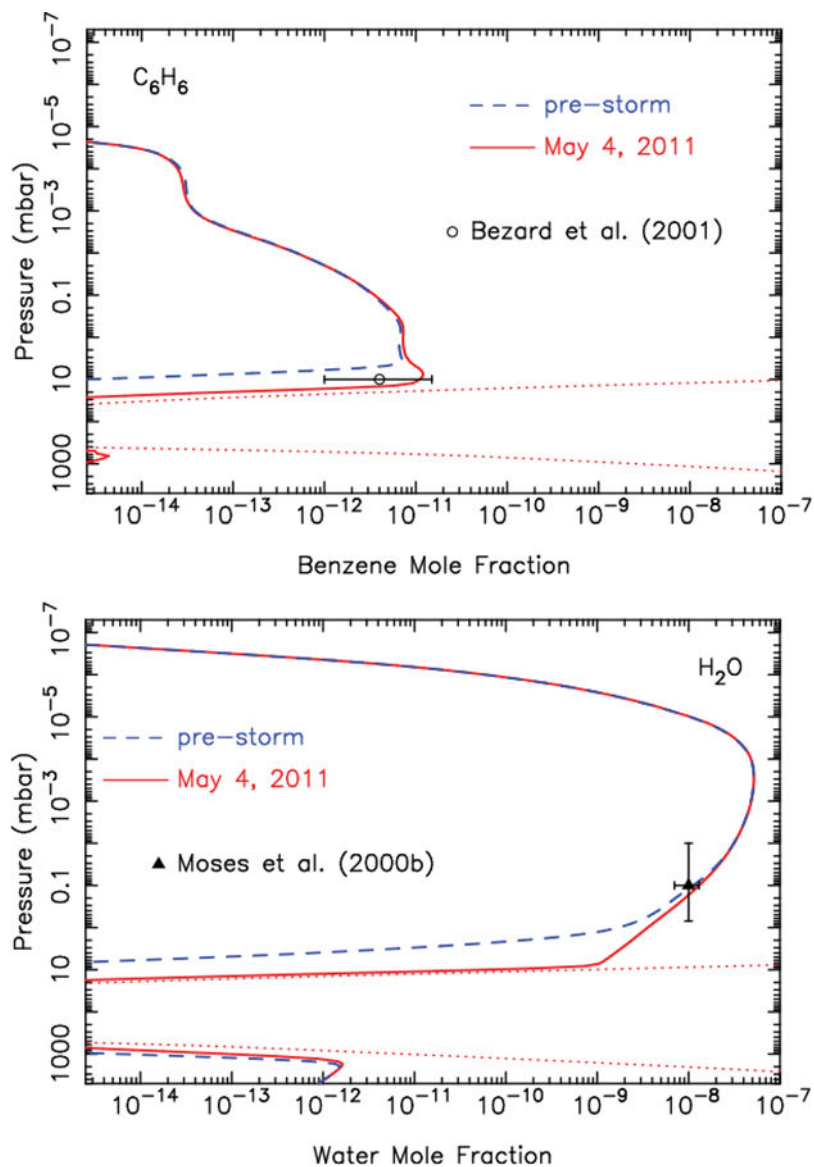 10⁻⁷
10⁻⁵
10⁻³
0.1
10
1000
Pressure (mbar)
C₆H₆
pre−storm
May 4, 2011
Bezard et al. (2001)
10⁻¹⁴ 10⁻¹³ 10⁻¹² 10⁻¹¹ 10⁻¹⁰ 10⁻⁹ 10⁻⁸ 10⁻⁷
Benzene Mole Fraction
10⁻⁷
10⁻⁵
10⁻³
0.1
10
1000
Pressure (mbar)
H₂O
pre−storm
May 4, 2011
Moses et al. (2000b)
10⁻¹⁴ 10⁻¹³ 10⁻¹² 10⁻¹¹ 10⁻¹⁰ 10⁻⁹ 10⁻⁸ 10⁻⁷
Water Mole Fraction